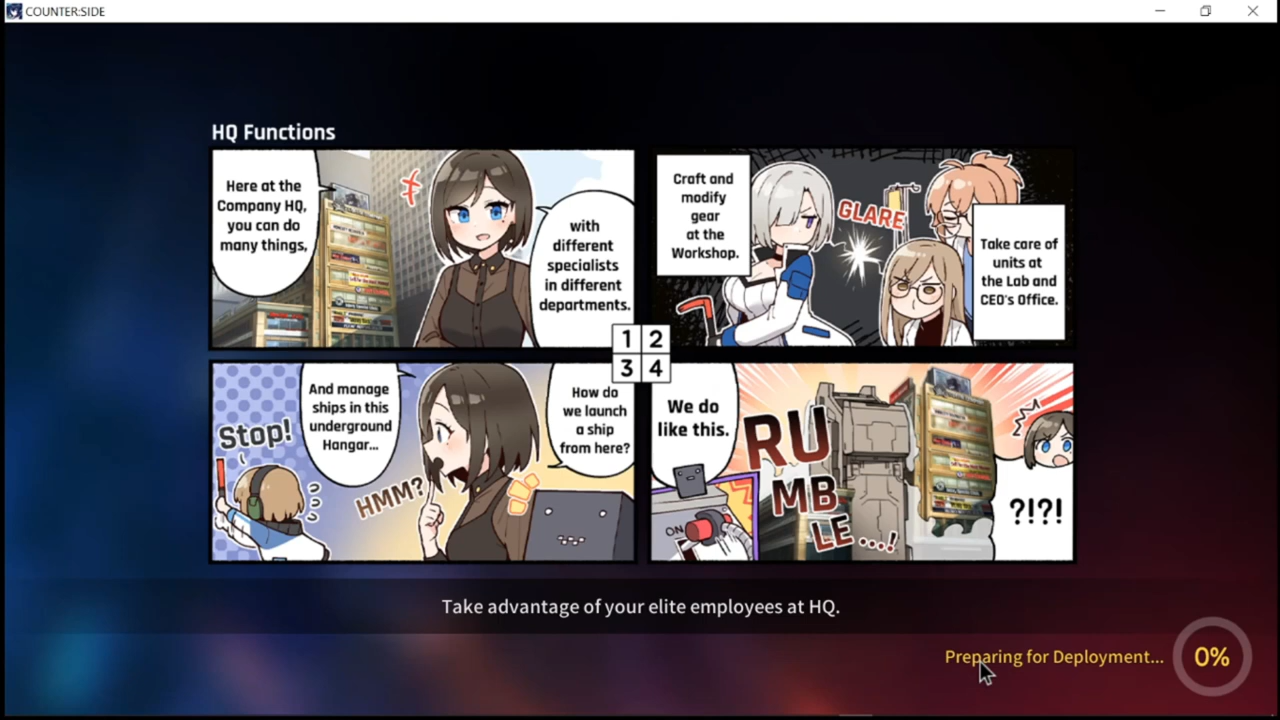 COUNTER:SIDE
HQ Functions
Here at the
Company HQ,
you can do
many things,
with
different
specialists
in different
departments.
Craft and
modify
gear
at the
Workshop.
GLARE
Take care of
units at
the Lab and
CEO's Office.
1 2
3 4
Stop!
And manage
ships in this
underground
Hangar...
HMM?
How do
we launch
a ship
from here?
We do
like this.
ON
RU
MB
LE...!
?!?!
Take advantage of your elite employees at HQ.
Preparing for Deployment...
0%